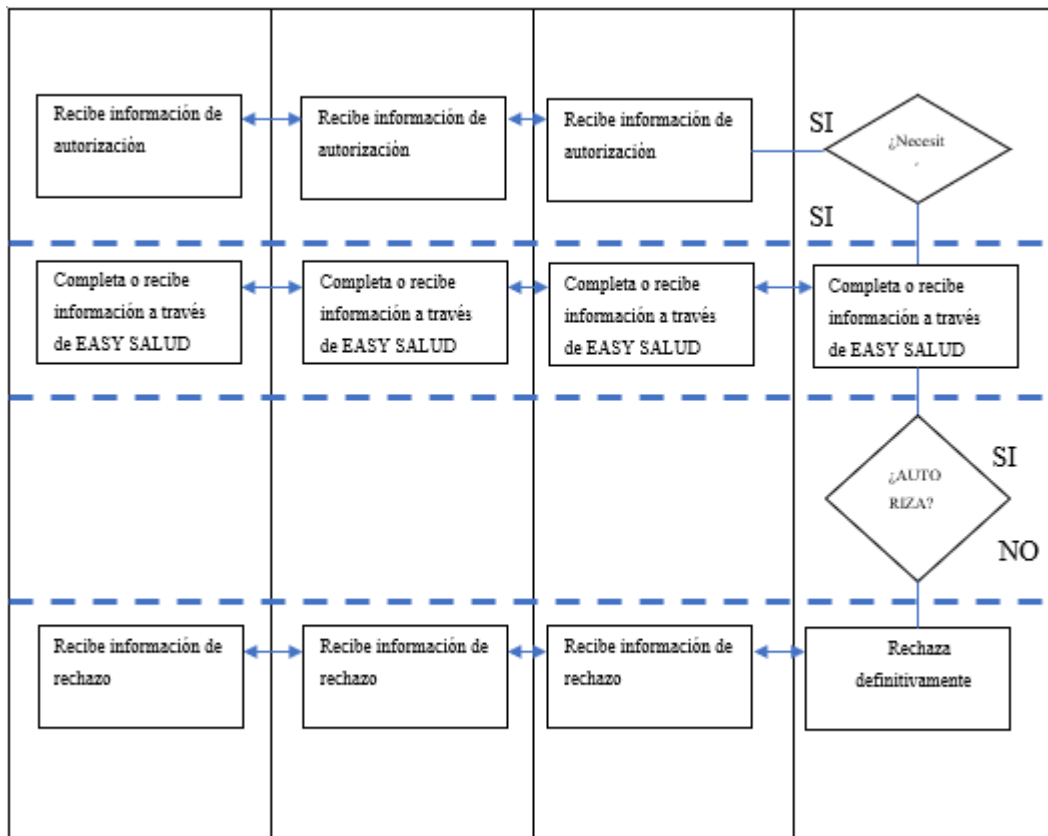 Recibe información de
autorización
Recibe información de
autorización
Recibe información de
autorización
SI
¿Necesit
SI
Completa o recibe
información a través
de EASY SALUD
Completa o recibe
información a través
de EASY SALUD
Completa o recibe
información a través
de EASY SALUD
Completa o recibe
información a través
de EASY SALUD
¿AUTO
RIZA?
SI
NO
Recibe información de
rechazo
Recibe información de
rechazo
Recibe información de
rechazo
Rechaza
definitivamente